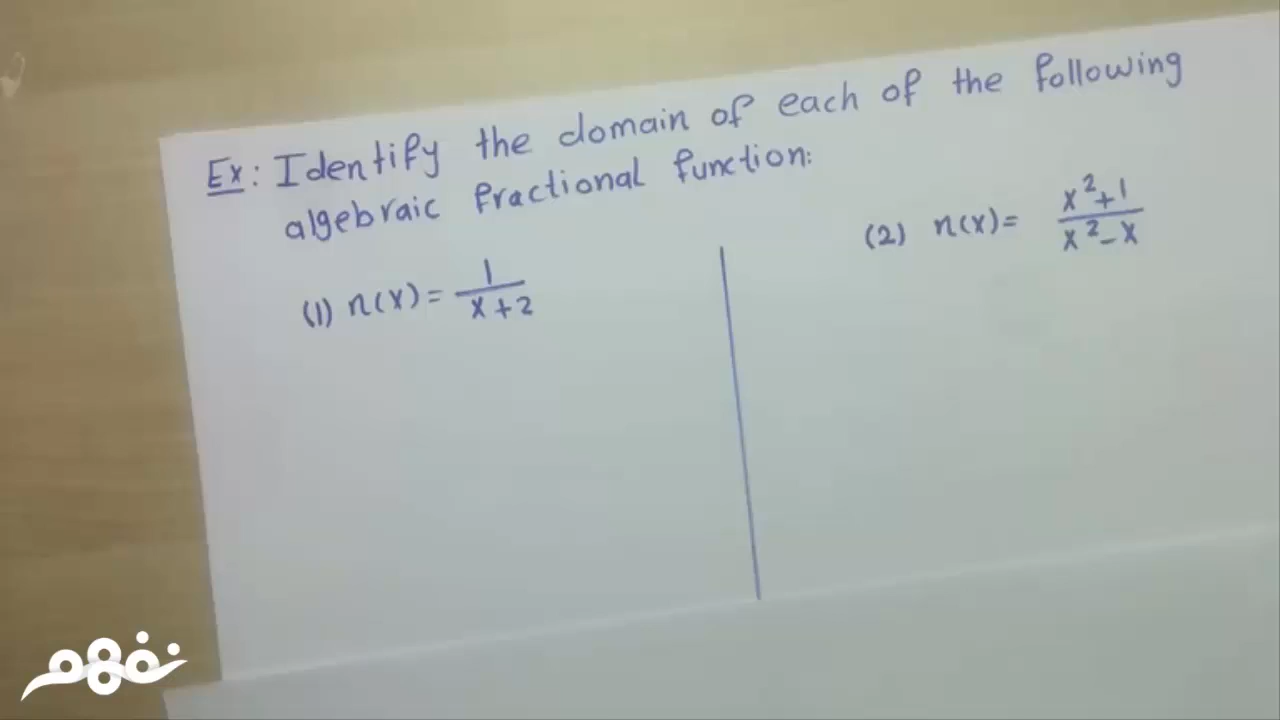 Ex: Identify the domain of each of the following
algebraic fractional function:
(1) n(x) = 1/(x+2)
(2) n(x) = (x²+1)/(x²-x)
نفهم